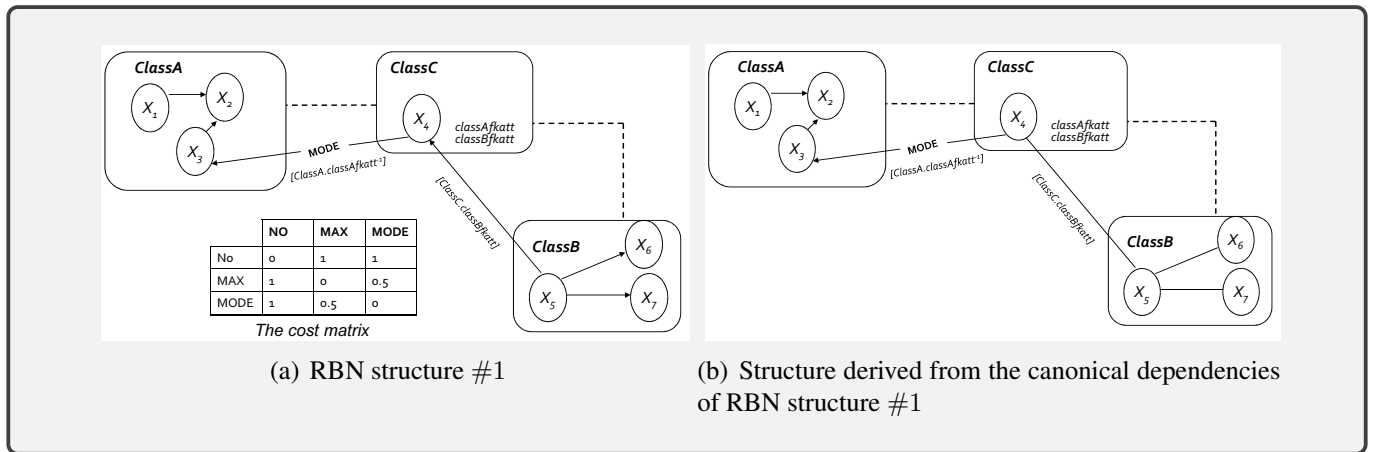 ClassA
X1
X2
X3
ClassC
X4
classAfkatt
classBfkatt
MODE
[ClassA.classAfkatt-1]
[ClassC.classBfkatt]
ClassB
X5
X6
X7
NO MAX MODE
No 0 1 1
MAX 1 0 0.5
MODE 1 0.5 0
The cost matrix
(a) RBN structure #1
ClassA
X1
X2
X3
ClassC
X4
classAfkatt
classBfkatt
MODE
[ClassA.classAfkatt-1]
[ClassC.classBfkatt]
ClassB
X5
X6
X7
(b) Structure derived from the canonical dependencies
of RBN structure #1